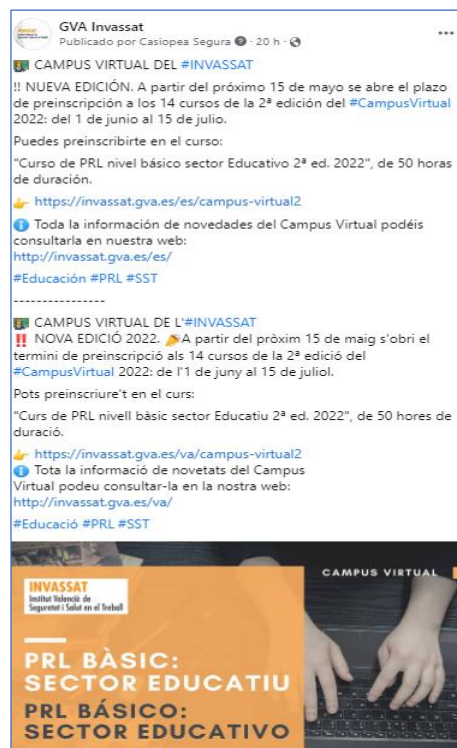 GVA Invassat
Publicado por Casiopea Segura · 20 h ·
CAMPUS VIRTUAL DEL #INVASSAT
!! NUEVA EDICIÓN. A partir del próximo 15 de mayo se abre el plazo
de preinscripción a los 14 cursos de la 2ª edición del #CampusVirtual
2022: del 1 de junio al 15 de julio.
Puedes preinscribirte en el curso:
"Curso de PRL nivel básico sector Educativo 2ª ed. 2022", de 50 horas
de duración.
👉 https://invassat.gva.es/es/campus-virtual2
ℹ️ Toda la información de novedades del Campus Virtual podéis
consultarla en nuestra web:
http://invassat.gva.es/es/
#Educación #PRL #SST
----------------
CAMPUS VIRTUAL DE L'#INVASSAT
‼️ NOVA EDICIÓ 2022. 🎉A partir del pròxim 15 de maig s'obri el
termini de preinscripció als 14 cursos de la 2ª edició del
#CampusVirtual 2022: de l'1 de juny al 15 de juliol.
Pots preinscriure't en el curs:
"Curs de PRL nivell bàsic sector Educatiu 2ª ed. 2022", de 50 hores de
duració.
👉 https://invassat.gva.es/va/campus-virtual2
ℹ️ Tota la informació de novetats del Campus
Virtual podeu consultar-la en la nostra web:
http://invassat.gva.es/va/
#Educació #PRL #SST
CAMPUS VIRTUAL
INVASSAT
Institut Valencià de
Seguretat i Salut en el Treball
PRL BÀSIC:
SECTOR EDUCATIU
PRL BÁSICO:
SECTOR EDUCATIVO